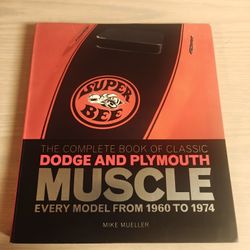 SUPER
BEE
THE COMPLETE BOOK OF CLASSIC
DODGE AND PLYMOUTH
MUSCLE
EVERY MODEL FROM 1960 TO 1974
MIKE MUELLER